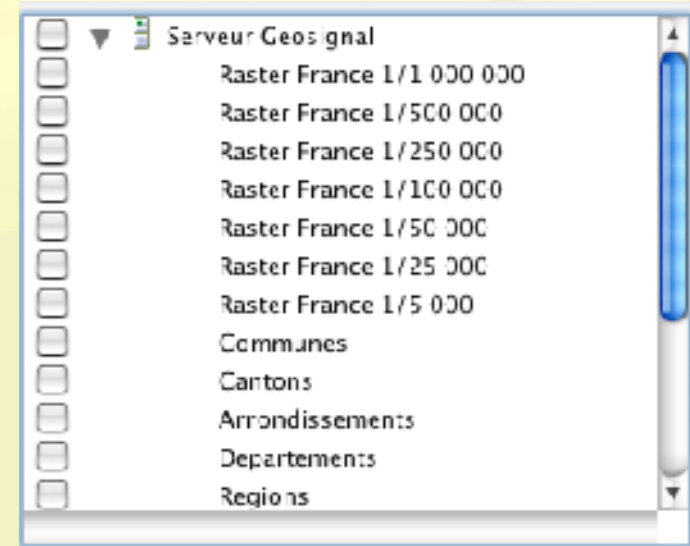 Serveur Geosignal
Raster France 1/1 000 000
Raster France 1/500 000
Raster France 1/250 000
Raster France 1/100 000
Raster France 1/50 000
Raster France 1/25 000
Raster France 1/5 000
Communes
Cantons
Arrondissements
Departements
Regions